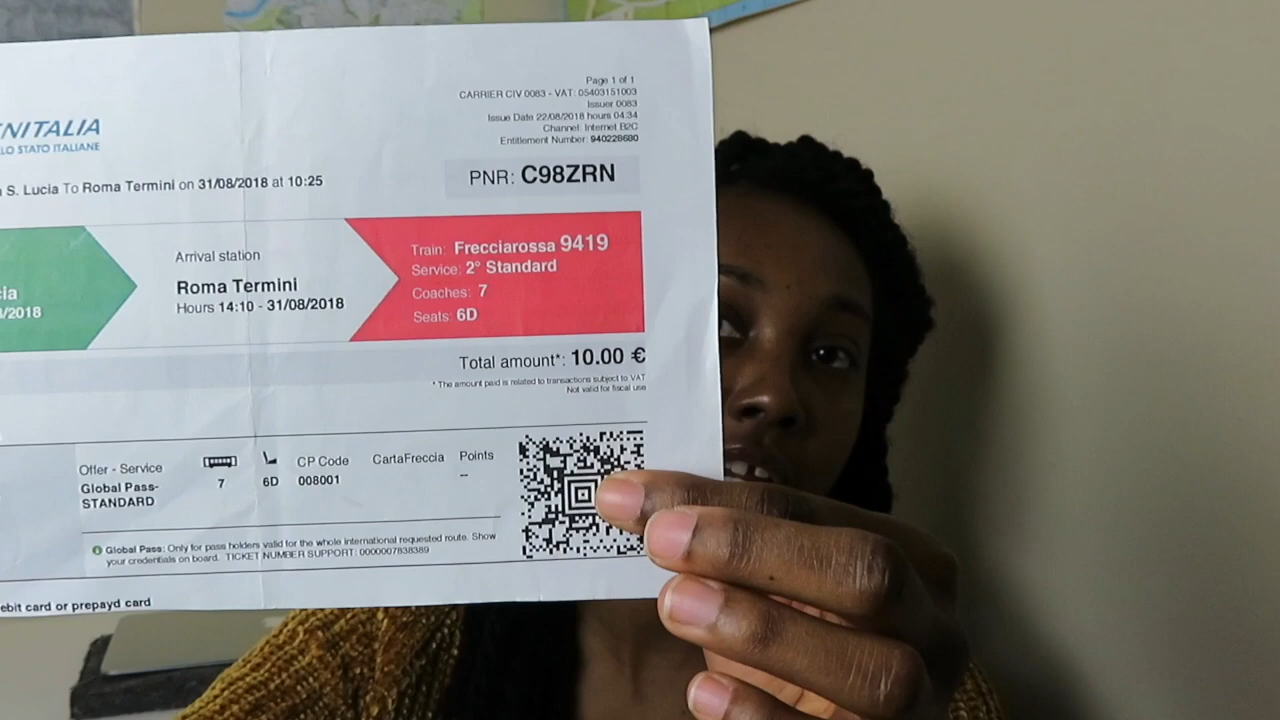 Page 1 of 1
CARRIER CIV 0083 - VAT: 05403151003
Issuer 0083
Issue Date 22/08/2018 hours 04:34
Channel: Internet B2C
Entitlement Number: 940228680
NITALIA
LO STATO ITALIANE
PNR: C98ZRN
S. Lucia To Roma Termini on 31/08/2018 at 10:25
Arrival station
Roma Termini
Hours 14:10 - 31/08/2018
cia
/2018
Train: Frecciarossa 9419
Service: 2° Standard
Coaches: 7
Seats: 6D
Total amount*: 10.00 €
* The amount paid is related to transactions subject to VAT
Not valid for fiscal use
Offer - Service CP Code CartaFreccia Points
Global Pass- 7 6D 008001 --
STANDARD
Global Pass: Only for pass holders valid for the whole international requested route. Show
your credentials on board. TICKET NUMBER SUPPORT: 0000007838389
ebit card or prepayd card